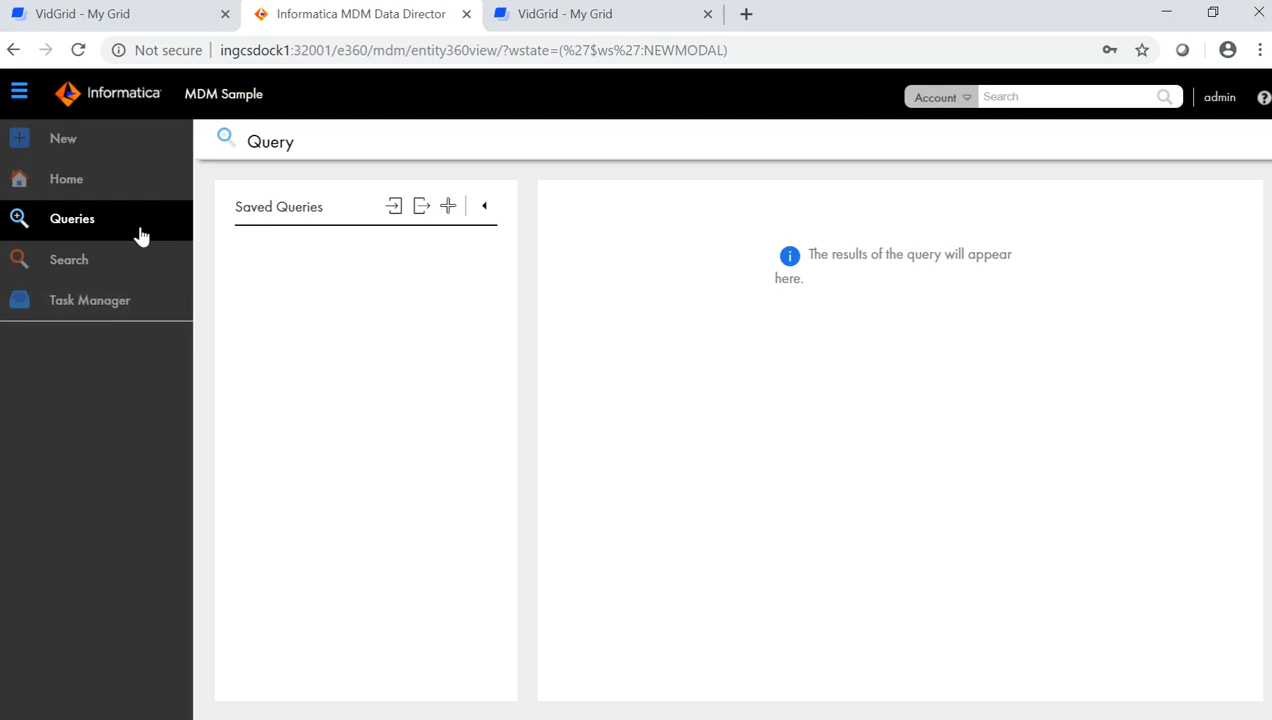 VidGrid - My Grid
Informatica MDM Data Director
VidGrid - My Grid
Not secure | ingcsdock1:32001/e360/mdm/entity360view/?wstate=(%27$ws%27:NEWMODAL)
Informatica MDM Sample
Account Search admin
New
Home
Queries
Search
Task Manager
Query
Saved Queries
The results of the query will appear
here.